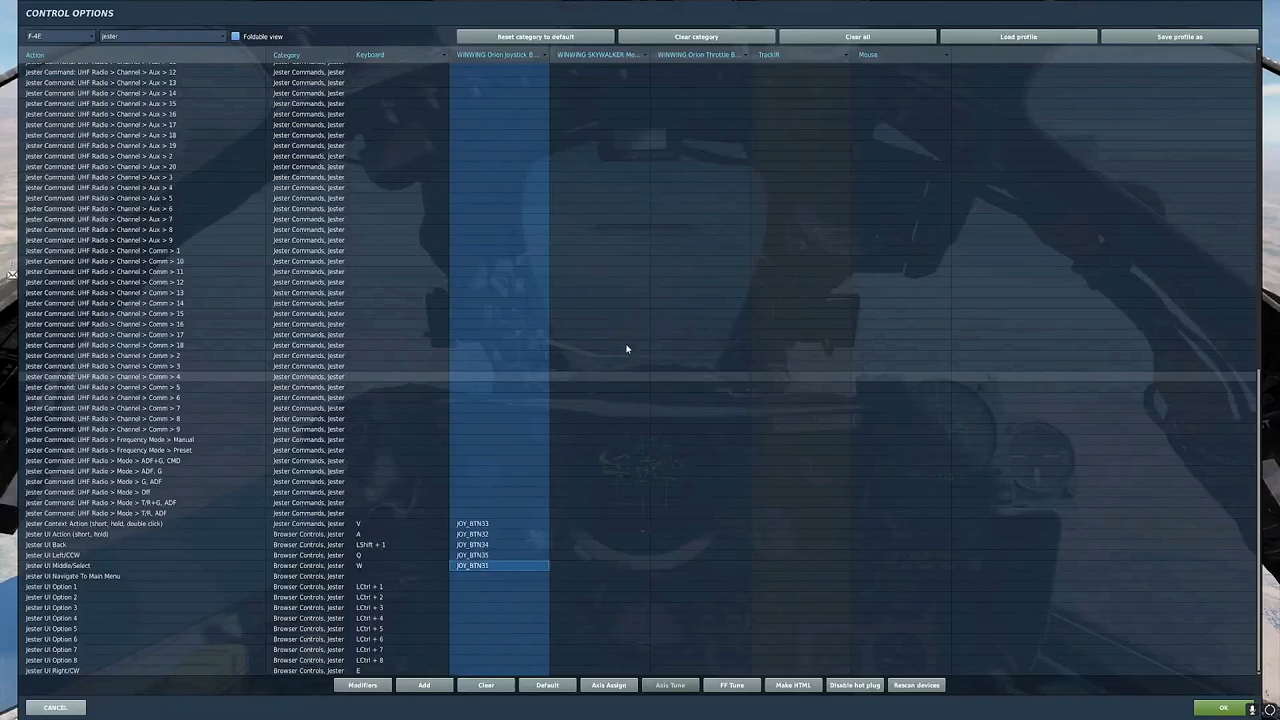 CONTROL OPTIONS
F-4E jester Foldable view Reset category to default Clear category Clear all Load profile Save profile as
Action Category Keyboard WINWING Orion Joystick B... WINWING SKYWALKER Me... WINWING Orion Throttle B... TrackIR Mouse
Jester Command: UHF Radio > Channel > Aux > 12 Jester Commands, Jester
Jester Command: UHF Radio > Channel > Aux > 13 Jester Commands, Jester
Jester Command: UHF Radio > Channel > Aux > 14 Jester Commands, Jester
Jester Command: UHF Radio > Channel > Aux > 15 Jester Commands, Jester
Jester Command: UHF Radio > Channel > Aux > 16 Jester Commands, Jester
Jester Command: UHF Radio > Channel > Aux > 17 Jester Commands, Jester
Jester Command: UHF Radio > Channel > Aux > 18 Jester Commands, Jester
Jester Command: UHF Radio > Channel > Aux > 19 Jester Commands, Jester
Jester Command: UHF Radio > Channel > Aux > 2 Jester Commands, Jester
Jester Command: UHF Radio > Channel > Aux > 20 Jester Commands, Jester
Jester Command: UHF Radio > Channel > Aux > 3 Jester Commands, Jester
Jester Command: UHF Radio > Channel > Aux > 4 Jester Commands, Jester
Jester Command: UHF Radio > Channel > Aux > 5 Jester Commands, Jester
Jester Command: UHF Radio > Channel > Aux > 6 Jester Commands, Jester
Jester Command: UHF Radio > Channel > Aux > 7 Jester Commands, Jester
Jester Command: UHF Radio > Channel > Aux > 8 Jester Commands, Jester
Jester Command: UHF Radio > Channel > Aux > 9 Jester Commands, Jester
Jester Command: UHF Radio > Channel > Comm > 1 Jester Commands, Jester
Jester Command: UHF Radio > Channel > Comm > 10 Jester Commands, Jester
Jester Command: UHF Radio > Channel > Comm > 11 Jester Commands, Jester
Jester Command: UHF Radio > Channel > Comm > 12 Jester Commands, Jester
Jester Command: UHF Radio > Channel > Comm > 13 Jester Commands, Jester
Jester Command: UHF Radio > Channel > Comm > 14 Jester Commands, Jester
Jester Command: UHF Radio > Channel > Comm > 15 Jester Commands, Jester
Jester Command: UHF Radio > Channel > Comm > 16 Jester Commands, Jester
Jester Command: UHF Radio > Channel > Comm > 17 Jester Commands, Jester
Jester Command: UHF Radio > Channel > Comm > 18 Jester Commands, Jester
Jester Command: UHF Radio > Channel > Comm > 2 Jester Commands, Jester
Jester Command: UHF Radio > Channel > Comm > 3 Jester Commands, Jester
Jester Command: UHF Radio > Channel > Comm > 4 Jester Commands, Jester
Jester Command: UHF Radio > Channel > Comm > 5 Jester Commands, Jester
Jester Command: UHF Radio > Channel > Comm > 6 Jester Commands, Jester
Jester Command: UHF Radio > Channel > Comm > 7 Jester Commands, Jester
Jester Command: UHF Radio > Channel > Comm > 8 Jester Commands, Jester
Jester Command: UHF Radio > Channel > Comm > 9 Jester Commands, Jester
Jester Command: UHF Radio > Frequency Mode > Manual Jester Commands, Jester
Jester Command: UHF Radio > Frequency Mode > Preset Jester Commands, Jester
Jester Command: UHF Radio > Mode > ADF+G, CMD Jester Commands, Jester
Jester Command: UHF Radio > Mode > ADF, G Jester Commands, Jester
Jester Command: UHF Radio > Mode > G, ADF Jester Commands, Jester
Jester Command: UHF Radio > Mode > Off Jester Commands, Jester
Jester Command: UHF Radio > Mode > T/R+G, ADF Jester Commands, Jester
Jester Command: UHF Radio > Mode > T/R, ADF Jester Commands, Jester
Jester Context Action (short, hold, double click) Jester Commands, Jester V JOY_BTN33
Jester UI Action (short, hold) Browser Controls, Jester A JOY_BTN32
Jester UI Back Browser Controls, Jester LShift + 1 JOY_BTN34
Jester UI Left/CCW Browser Controls, Jester Q JOY_BTN35
Jester UI Middle/Select Browser Controls, Jester W JOY_BTN31
Jester UI Navigate To Main Menu Browser Controls, Jester
Jester UI Option 1 Browser Controls, Jester LCtrl + 1
Jester UI Option 2 Browser Controls, Jester LCtrl + 2
Jester UI Option 3 Browser Controls, Jester LCtrl + 3
Jester UI Option 4 Browser Controls, Jester LCtrl + 4
Jester UI Option 5 Browser Controls, Jester LCtrl + 5
Jester UI Option 6 Browser Controls, Jester LCtrl + 6
Jester UI Option 7 Browser Controls, Jester LCtrl + 7
Jester UI Option 8 Browser Controls, Jester LCtrl + 8
Jester UI Right/CW Browser Controls, Jester E
Modifiers Add Clear Default Axis Assign Axis Tune FF Tune Make HTML Disable hot plug Rescan devices
CANCEL OK